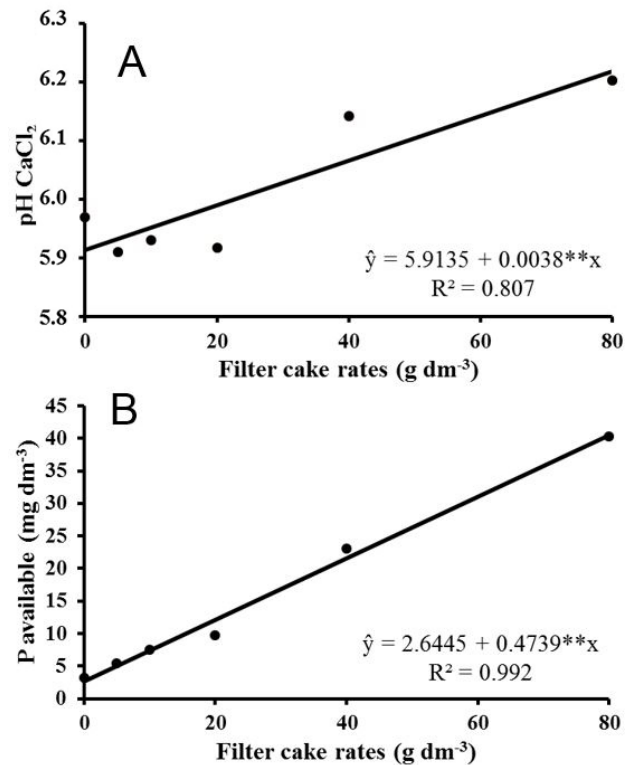 A
6.3
6.2
6.1
6.0
5.9
5.8
pH CaCl₂
ŷ = 5.9135 + 0.0038**x
R² = 0.807
0 20 40 60 80
Filter cake rates (g dm⁻³)
B
45
40
35
30
25
20
15
10
5
0
P available (mg dm⁻³)
ŷ = 2.6445 + 0.4739**x
R² = 0.992
0 20 40 60 80
Filter cake rates (g dm⁻³)